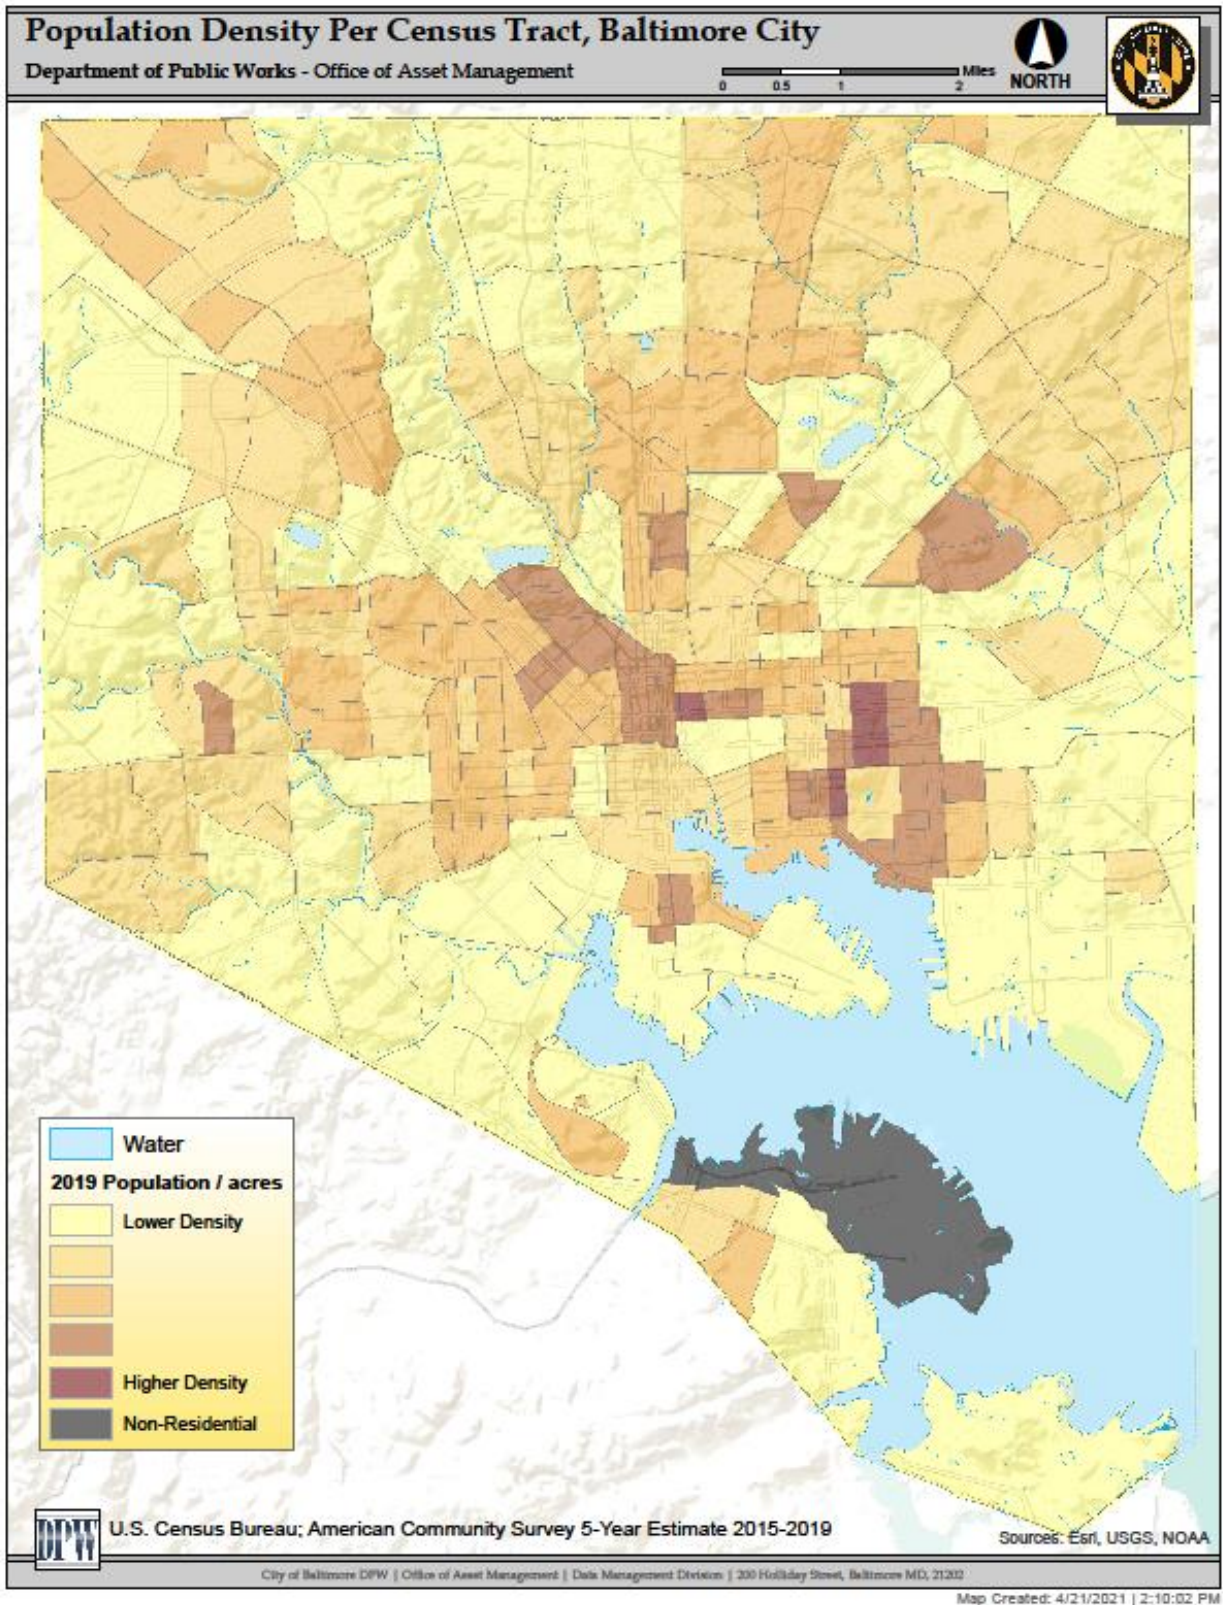 Population Density Per Census Tract, Baltimore City
Department of Public Works - Office of Asset Management
0 0.5 1 2 Miles
NORTH
Water
2019 Population / acres
Lower Density
Higher Density
Non-Residential
DPW
U.S. Census Bureau; American Community Survey 5-Year Estimate 2015-2019
Sources: Esri, USGS, NOAA
City of Baltimore DPW | Office of Asset Management | Data Management Division | 200 Holliday Street, Baltimore MD, 21202
Map Created: 4/21/2021 | 2:10:02 PM